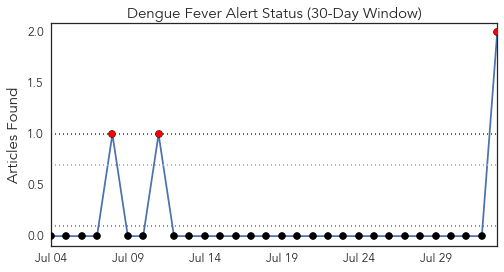 Dengue Fever Alert Status (30-Day Window)
Articles Found
2.0
1.5
1.0
0.5
0.0
Jul 04
Jul 09
Jul 14
Jul 19
Jul 24
Jul 29